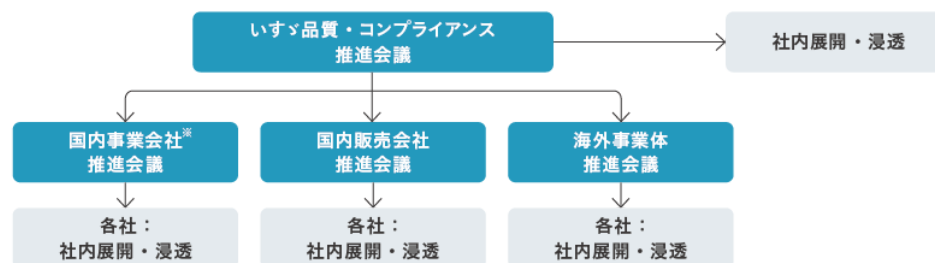 いすゞ品質・コンプライアンス
推進会議
社内展開・浸透
国内事業会社※
推進会議
国内販売会社
推進会議
海外事業体
推進会議
各社：
社内展開・浸透
各社：
社内展開・浸透
各社：
社内展開・浸透